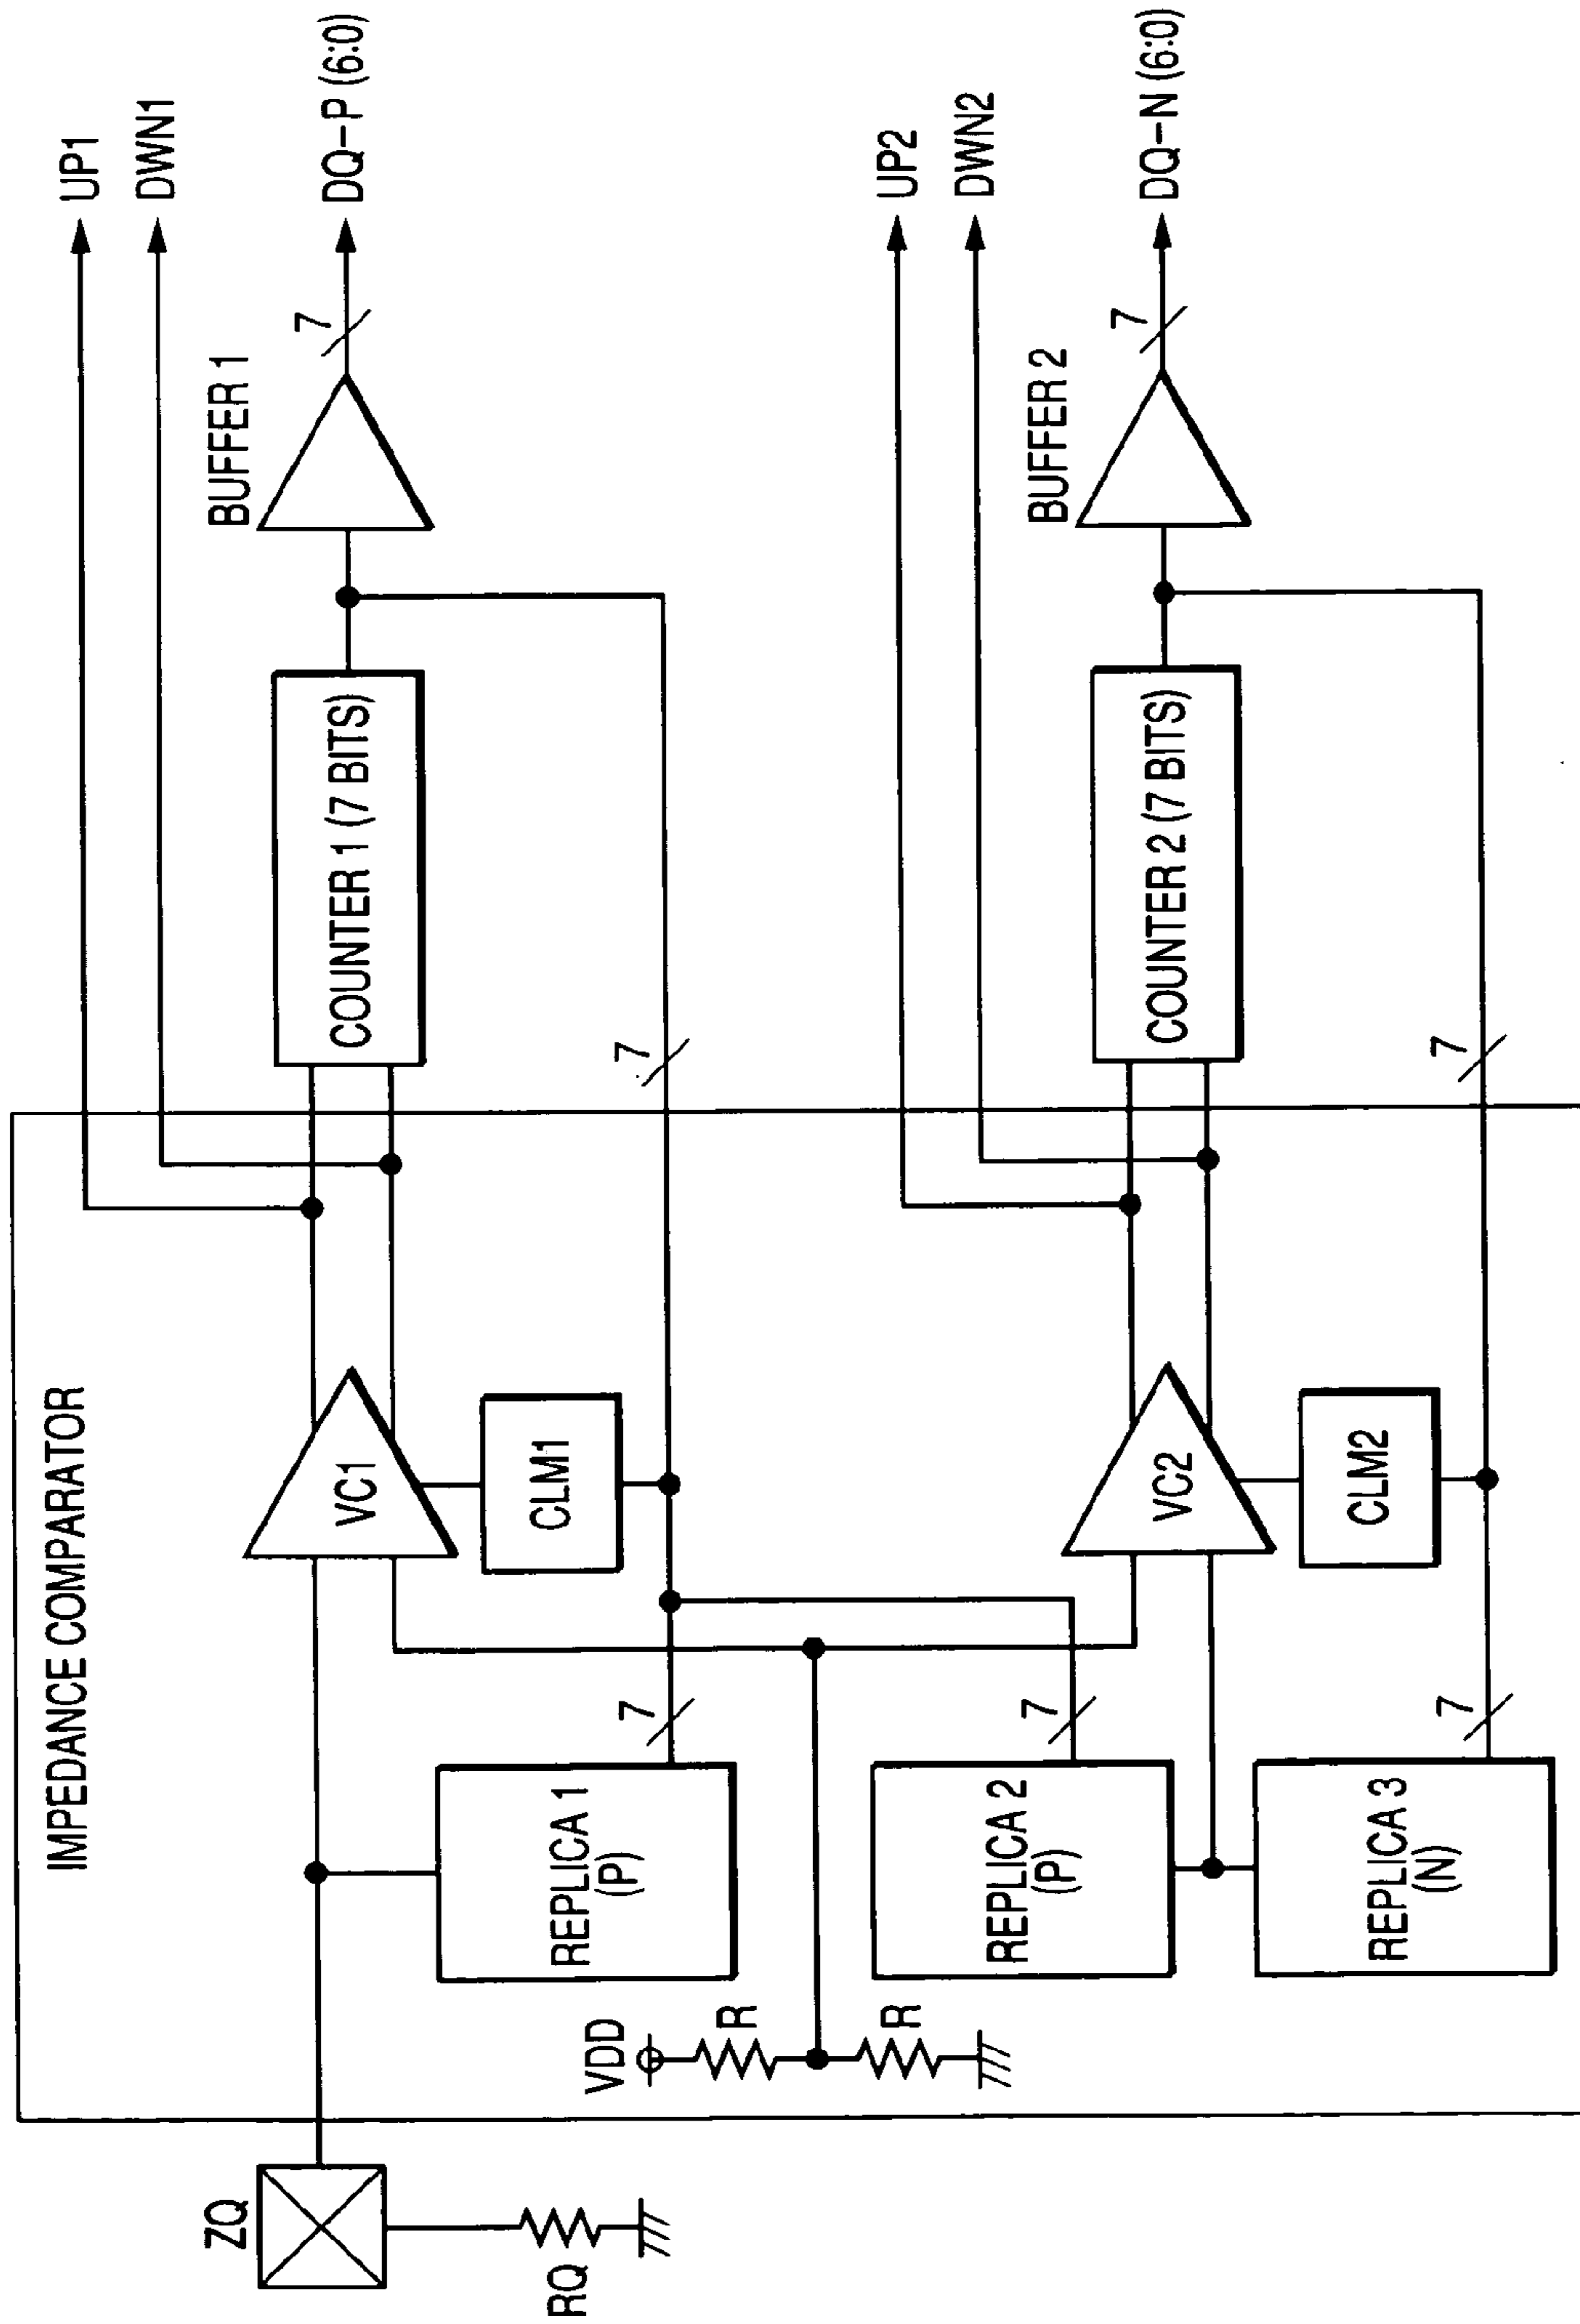 IMPEDANCE COMPARATOR
UP1
DWN1
ZQ
VC1
COUNTER 1 (7 BITS)
BUFFER 1
7
DQ-P (6:0)
RQ
CLM1
REPLICA 1
(P)
7
7
VDD
R
R
UP2
DWN2
REPLICA 2
(P)
7
VC2
COUNTER 2 (7 BITS)
BUFFER 2
7
DQ-N (6:0)
CLM2
REPLICA 3
(N)
7
7